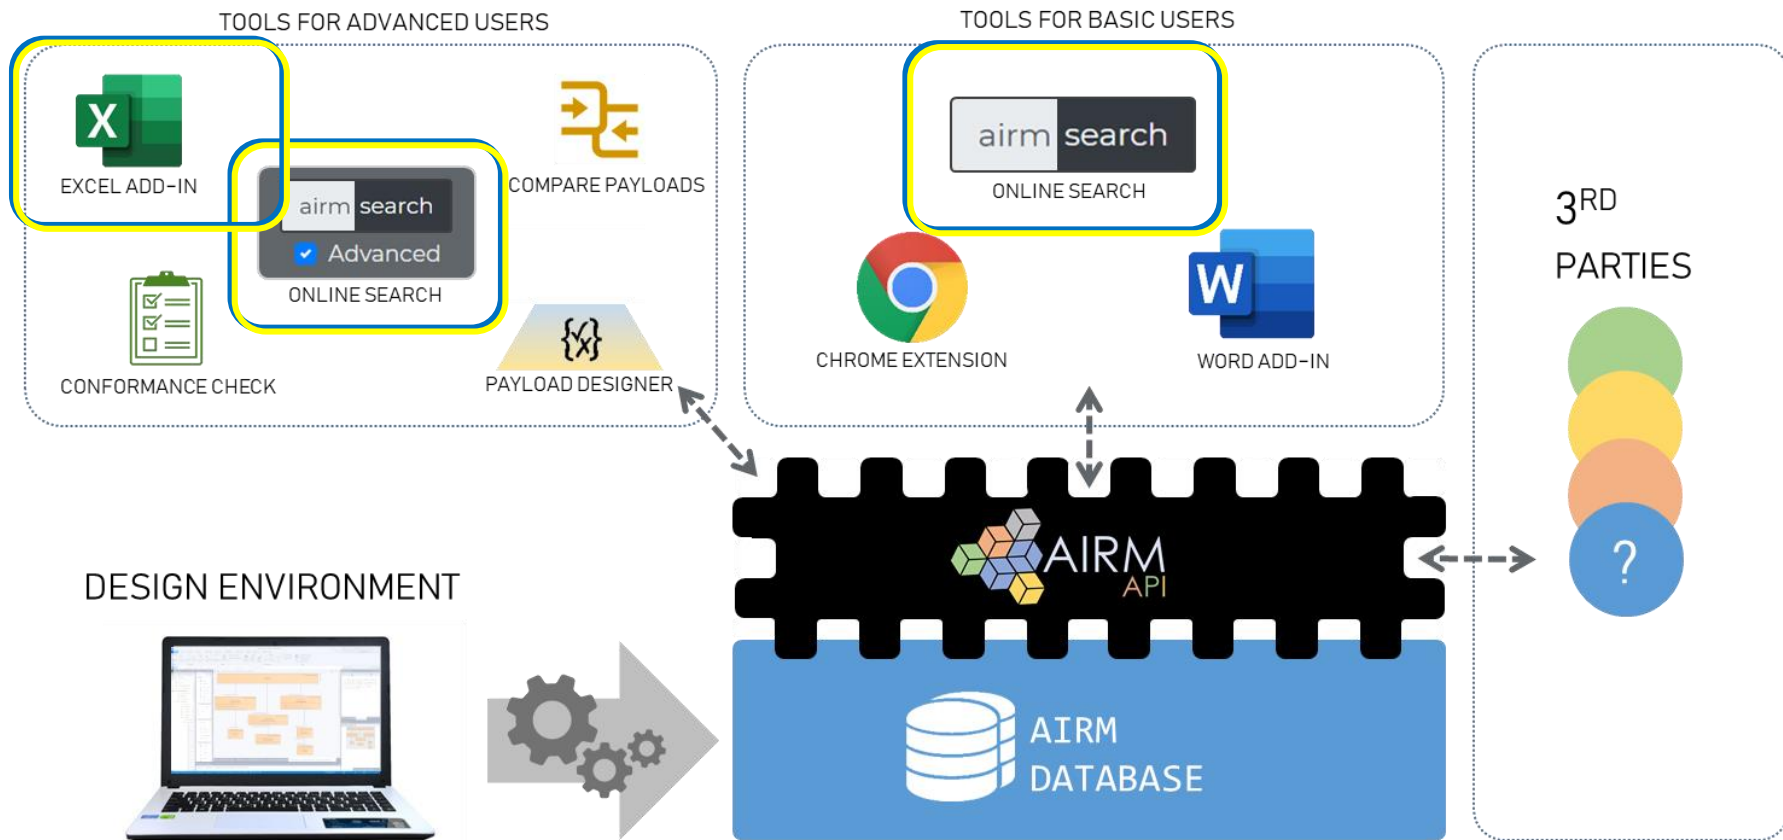 TOOLS FOR ADVANCED USERS
TOOLS FOR BASIC USERS
X
EXCEL ADD-IN
airm search
Advanced
ONLINE SEARCH
COMPARE PAYLOADS
CONFORMANCE CHECK
{√x}
PAYLOAD DESIGNER
airm search
ONLINE SEARCH
CHROME EXTENSION
W
WORD ADD-IN
3RD
PARTIES
?
AIRM
API
DESIGN ENVIRONMENT
AIRM
DATABASE